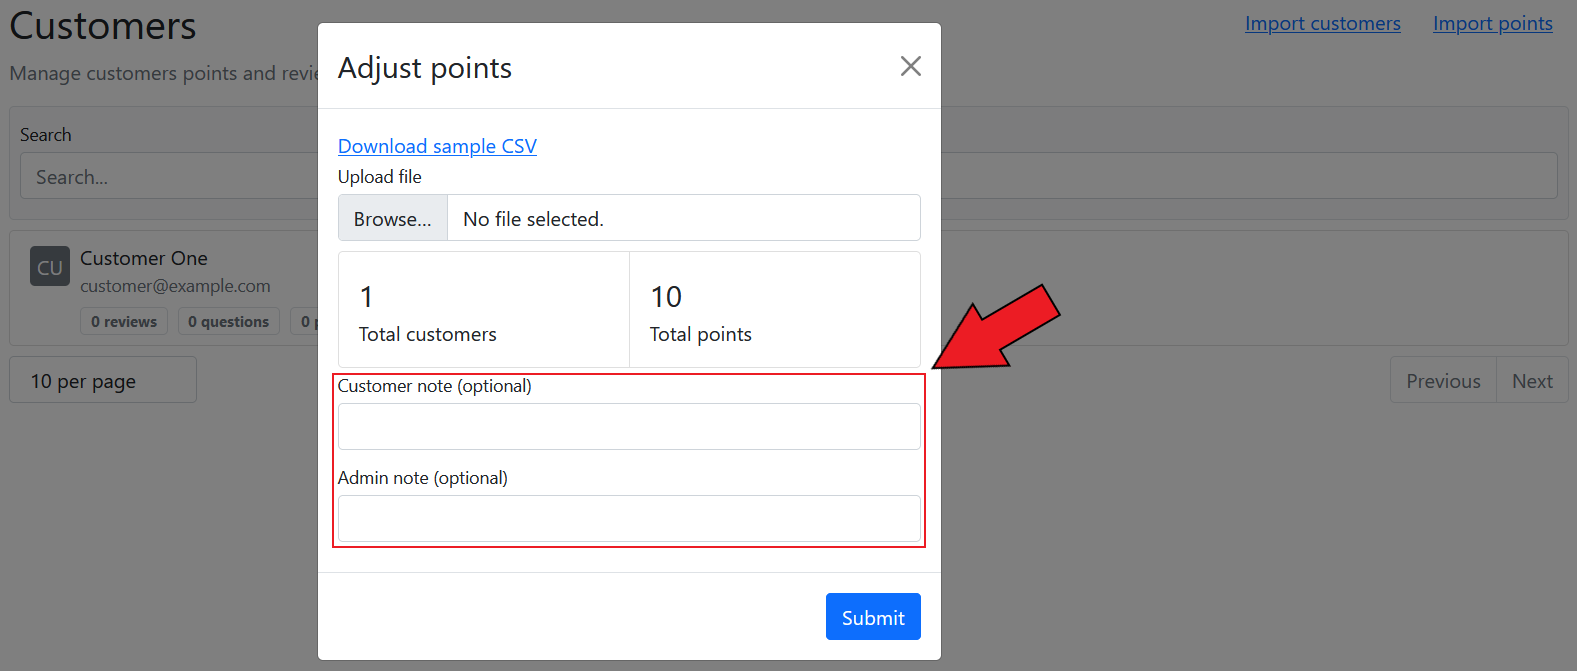 Customers
Import customers
Import points
Manage customers points and
Search
Search...
CU
Customer One
customer@example.com
0 reviews
0 questions
0
10 per page
Previous
Next
Adjust points
Download sample CSV
Upload file
Browse...
No file selected.
1
Total customers
10
Total points
Customer note (optional)
Admin note (optional)
Submit